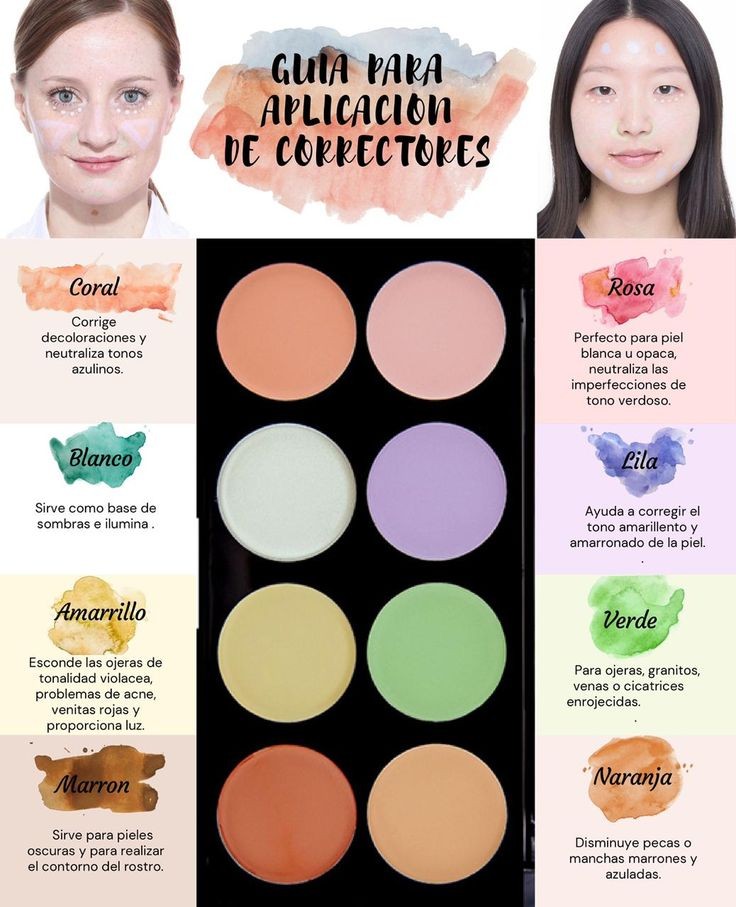 GUIA PARA
APLICACION
DE CORRECTORES
Coral
Corrige
decoloraciones y
neutraliza tonos
azulinos.
Rosa
Perfecto para piel
blanca u opaca,
neutraliza las
imperfecciones de
tono verdoso.
Blanco
Sirve como base de
sombras e ilumina .
Lila
Ayuda a corregir el
tono amarillento y
amarronado de la piel.
.
Amarrillo
Esconde las ojeras de
tonalidad violacea,
problemas de acne,
venitas rojas y
proporciona luz.
Verde
Para ojeras, granitos,
venas o cicatrices
enrojecidas.
.
Marron
Sirve para pieles
oscuras y para realizar
el contorno del rostro.
Naranja
Disminuye pecas o
manchas marrones y
azuladas.